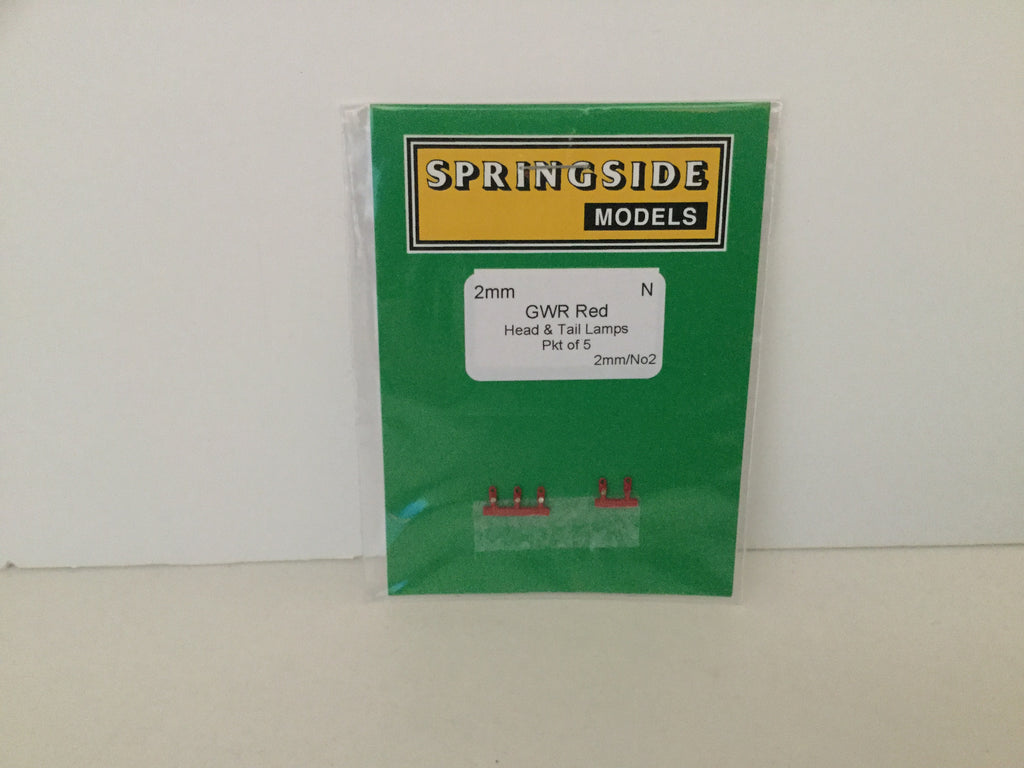 SPRINGSIDE
MODELS
2mm N
GWR Red
Head & Tail Lamps
Pkt of 5
2mm/No2